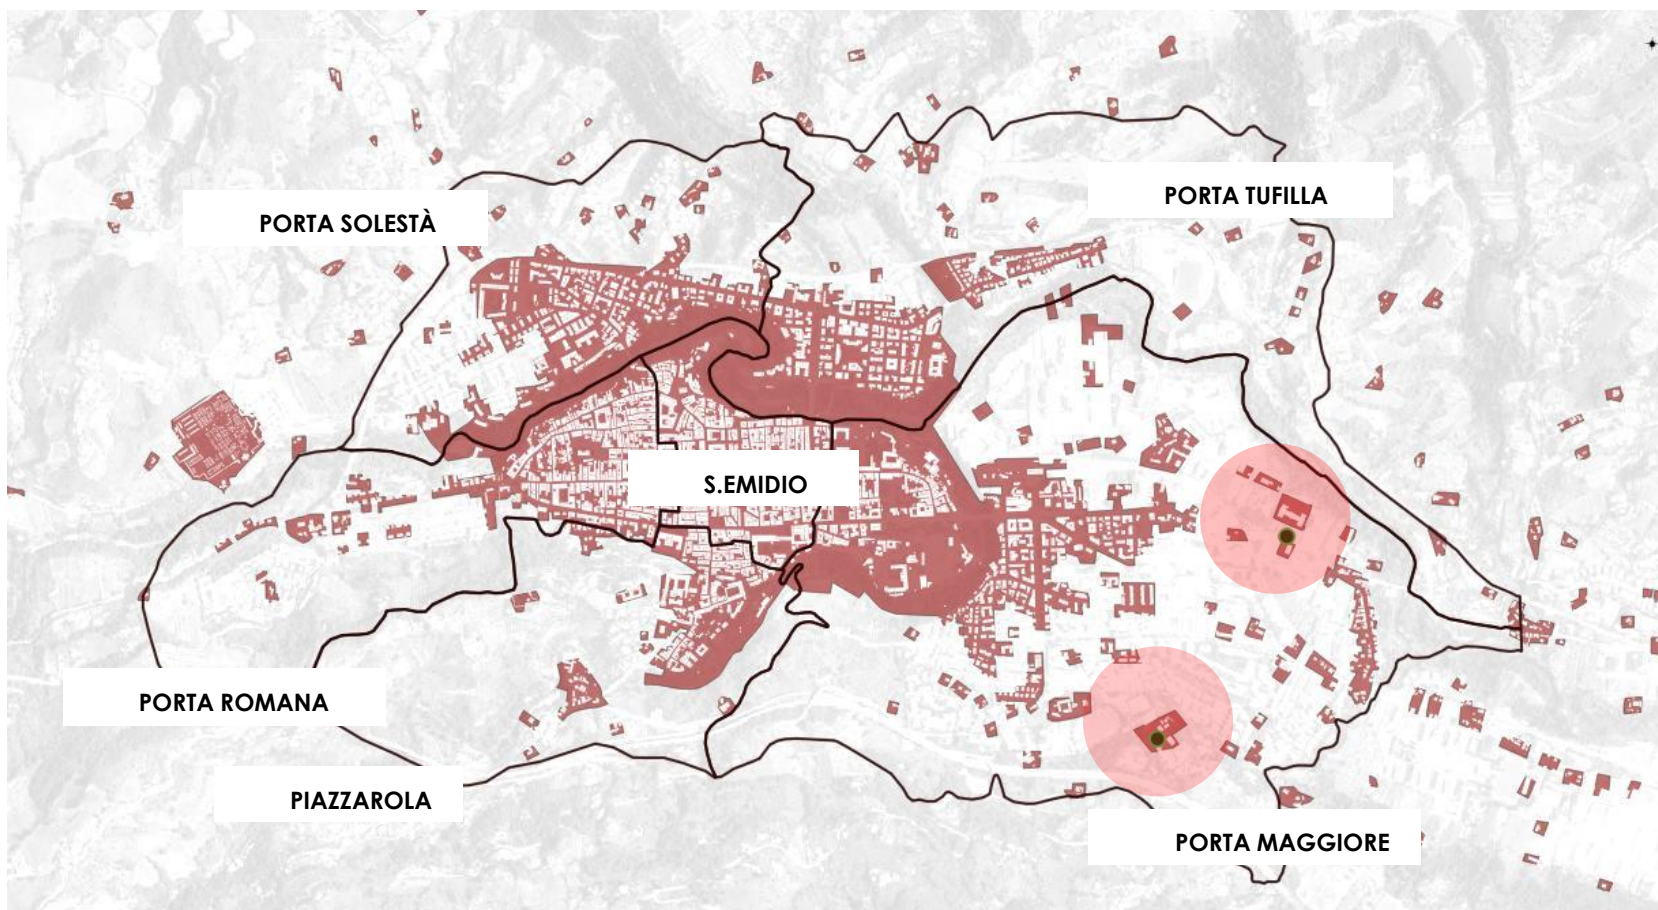 PORTA TUFILLA
PORTA SOLESTÀ
S.EMIDIO
PORTA ROMANA
PIAZZAROLA
PORTA MAGGIORE